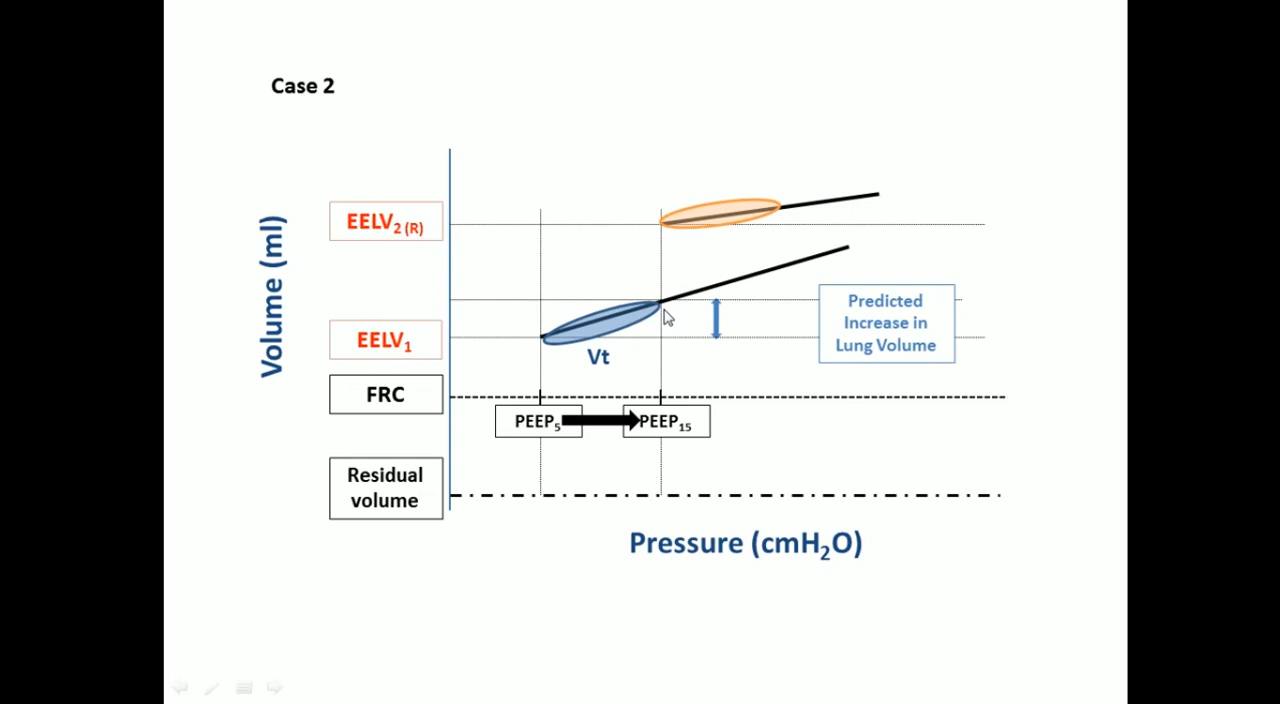 Case 2
Volume (ml)
EELV2 (R)
EELV1
FRC
Residual
volume
Vt
Predicted
Increase in
Lung Volume
PEEP5
PEEP15
Pressure (cmH2O)